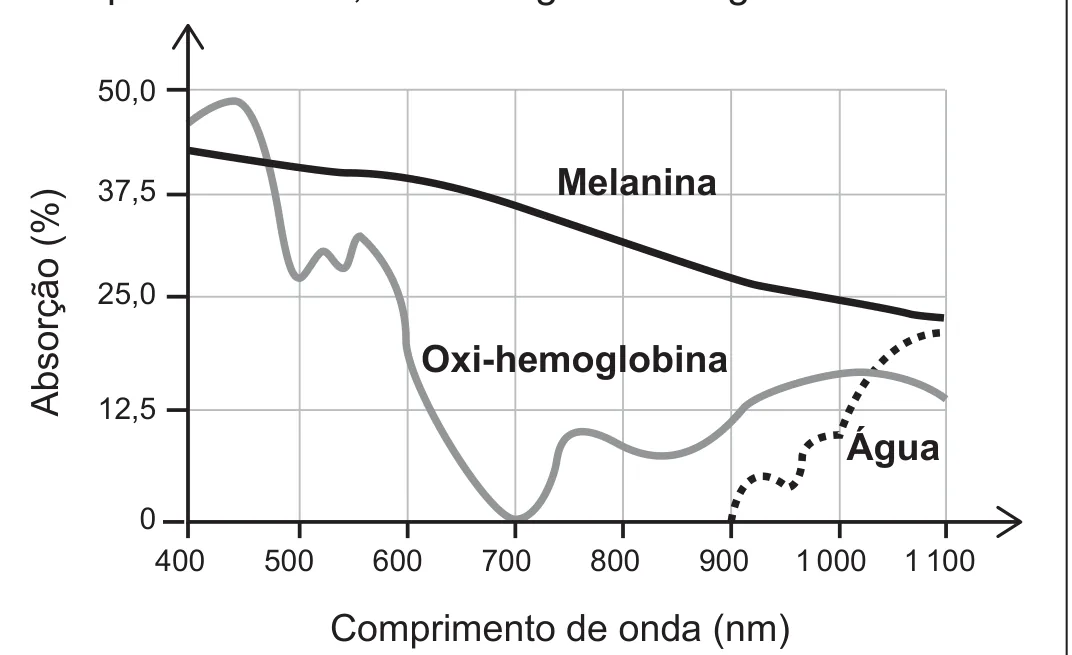 50,0
37,5
25,0
12,5
0
Absorção (%)
Melanina
Oxi-hemoglobina
Água
400 500 600 700 800 900 1 000 1 100
Comprimento de onda (nm)